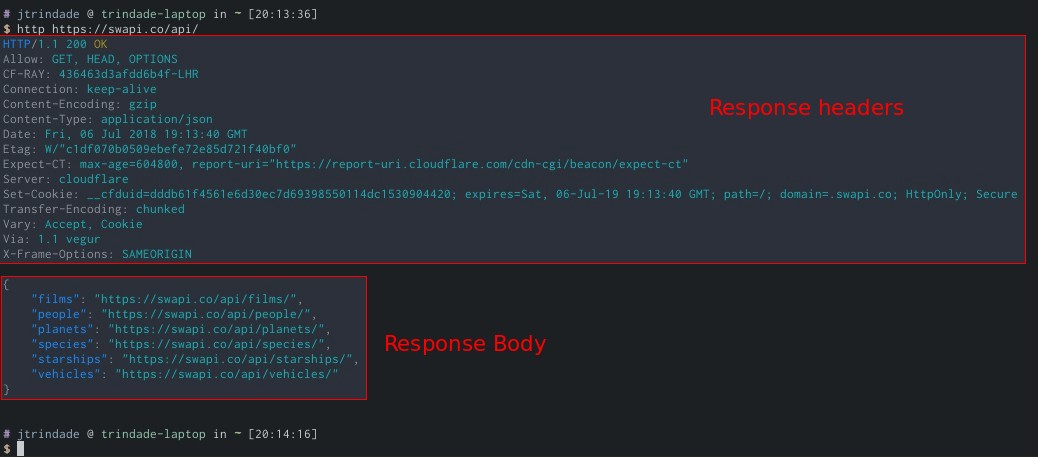 # jtrindade @ trindade-laptop in ~ [20:13:36]
$ http https://swapi.co/api/
HTTP/1.1 200 OK
Allow: GET, HEAD, OPTIONS
CF-RAY: 436463d3afdd6b4f-LHR
Connection: keep-alive
Content-Encoding: gzip
Content-Type: application/json
Date: Fri, 06 Jul 2018 19:13:40 GMT
Etag: W/"c1df070b0509ebefe72e85d721f40bf0"
Expect-CT: max-age=604800, report-uri="https://report-uri.cloudflare.com/cdn-cgi/beacon/expect-ct"
Server: cloudflare
Set-Cookie: __cfduid=dddb61f4561e6d30ec7d69398550114dc1530904420; expires=Sat, 06-Jul-19 19:13:40 GMT; path=/; domain=.swapi.co; HttpOnly; Secure
Transfer-Encoding: chunked
Vary: Accept, Cookie
Via: 1.1 vegur
X-Frame-Options: SAMEORIGIN
Response headers
{
    "films": "https://swapi.co/api/films/",
    "people": "https://swapi.co/api/people/",
    "planets": "https://swapi.co/api/planets/",
    "species": "https://swapi.co/api/species/",
    "starships": "https://swapi.co/api/starships/",
    "vehicles": "https://swapi.co/api/vehicles/"
}
Response Body
# jtrindade @ trindade-laptop in ~ [20:14:16]
$